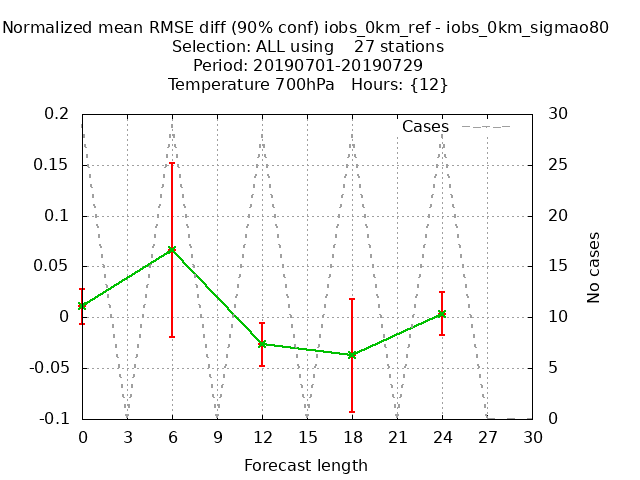 Normalized mean RMSE diff (90% conf) iobs_0km_ref - iobs_0km_sigmao80
Selection: ALL using 27 stations
Period: 20190701-20190729
Temperature 700hPa Hours: {12}
Cases
0.2
0.15
0.1
0.05
0
-0.05
-0.1
30
25
20
15
10
5
0
No cases
0 3 6 9 12 15 18 21 24 27 30
Forecast length